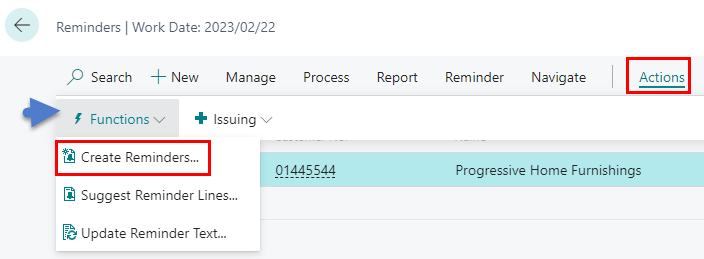 Reminders | Work Date: 2023/02/22
Search New Manage Process Report Reminder Navigate Actions
Functions Issuing
Create Reminders...
01445544 Progressive Home Furnishings
Suggest Reminder Lines...
Update Reminder Text...